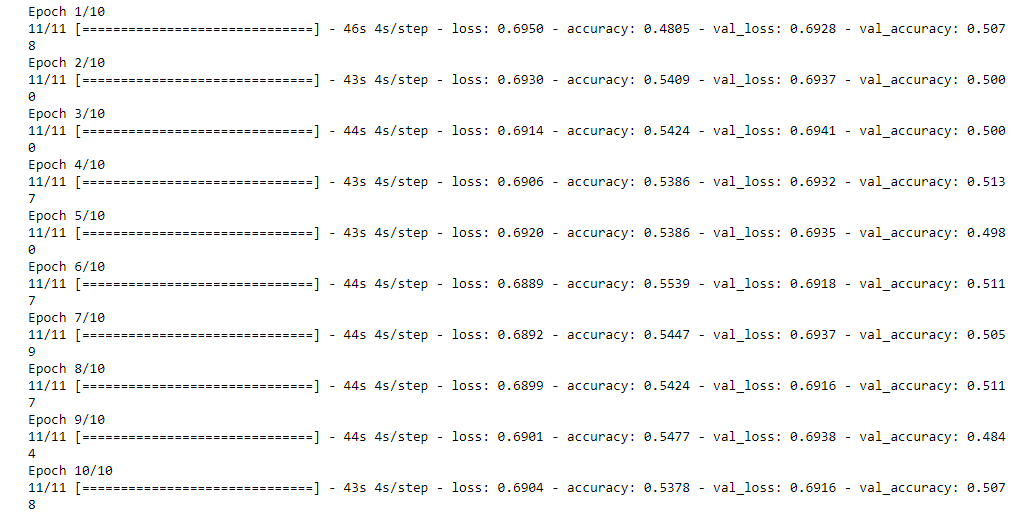 Epoch 1/10
11/11 [==============================] - 46s 4s/step - loss: 0.6950 - accuracy: 0.4805 - val_loss: 0.6928 - val_accuracy: 0.507
8
Epoch 2/10
11/11 [==============================] - 43s 4s/step - loss: 0.6930 - accuracy: 0.5409 - val_loss: 0.6937 - val_accuracy: 0.500
0
Epoch 3/10
11/11 [==============================] - 44s 4s/step - loss: 0.6914 - accuracy: 0.5424 - val_loss: 0.6941 - val_accuracy: 0.500
0
Epoch 4/10
11/11 [==============================] - 43s 4s/step - loss: 0.6906 - accuracy: 0.5386 - val_loss: 0.6932 - val_accuracy: 0.513
7
Epoch 5/10
11/11 [==============================] - 43s 4s/step - loss: 0.6920 - accuracy: 0.5386 - val_loss: 0.6935 - val_accuracy: 0.498
0
Epoch 6/10
11/11 [==============================] - 44s 4s/step - loss: 0.6889 - accuracy: 0.5539 - val_loss: 0.6918 - val_accuracy: 0.511
7
Epoch 7/10
11/11 [==============================] - 44s 4s/step - loss: 0.6892 - accuracy: 0.5447 - val_loss: 0.6937 - val_accuracy: 0.505
9
Epoch 8/10
11/11 [==============================] - 44s 4s/step - loss: 0.6899 - accuracy: 0.5424 - val_loss: 0.6916 - val_accuracy: 0.511
7
Epoch 9/10
11/11 [==============================] - 44s 4s/step - loss: 0.6901 - accuracy: 0.5477 - val_loss: 0.6938 - val_accuracy: 0.484
4
Epoch 10/10
11/11 [==============================] - 43s 4s/step - loss: 0.6904 - accuracy: 0.5378 - val_loss: 0.6916 - val_accuracy: 0.507
8